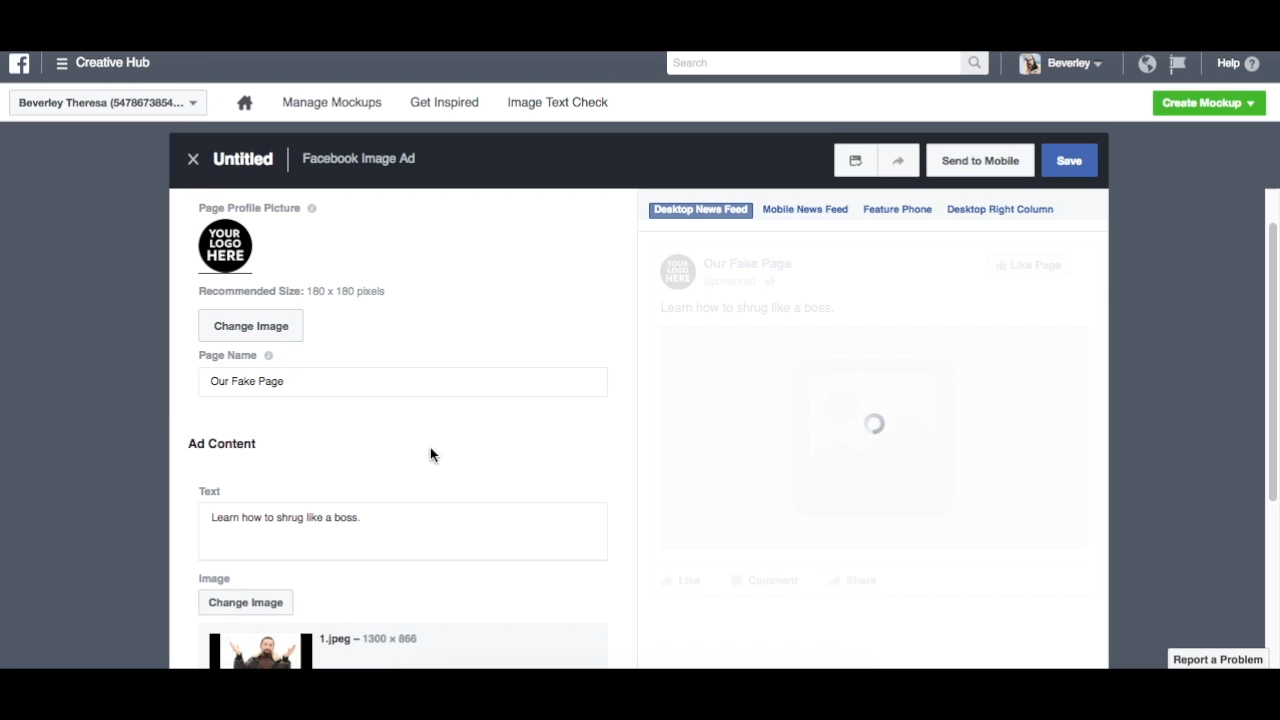 Creative Hub
Search
Beverley
Help
Beverley Theresa (5478673854...
Manage Mockups
Get Inspired
Image Text Check
Create Mockup
Untitled
Facebook Image Ad
Send to Mobile
Save
Page Profile Picture
YOUR
LOGO
HERE
Recommended Size: 180 x 180 pixels
Change Image
Page Name
Our Fake Page
Ad Content
Text
Learn how to shrug like a boss.
Image
Change Image
1.jpeg – 1300 x 866
Desktop News Feed
Mobile News Feed
Feature Phone
Desktop Right Column
YOUR
LOGO
HERE
Our Fake Page
Sponsored
Like Page
Learn how to shrug like a boss.
Like
Comment
Share
Report a Problem